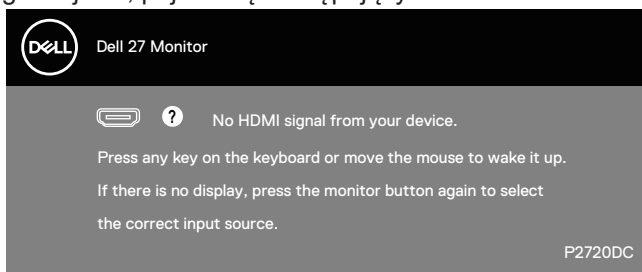 DELL
Dell 27 Monitor
? No HDMI signal from your device.
Press any key on the keyboard or move the mouse to wake it up.
If there is no display, press the monitor button again to select
the correct input source.
P2720DC